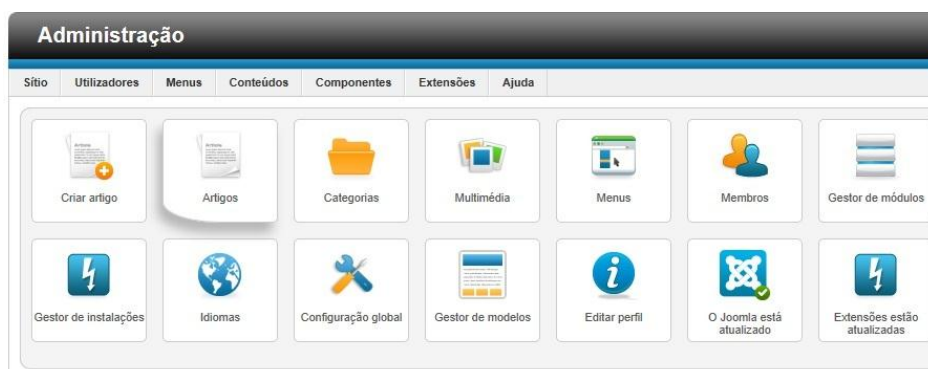 Administração
Sítio Utilizadores Menus Conteúdos Componentes Extensões Ajuda
Criar artigo
Artigos
Categorias
Multimédia
Menus
Membros
Gestor de módulos
Gestor de instalações
Idiomas
Configuração global
Gestor de modelos
Editar perfil
O Joomla está
atualizado
Extensões estão
atualizadas